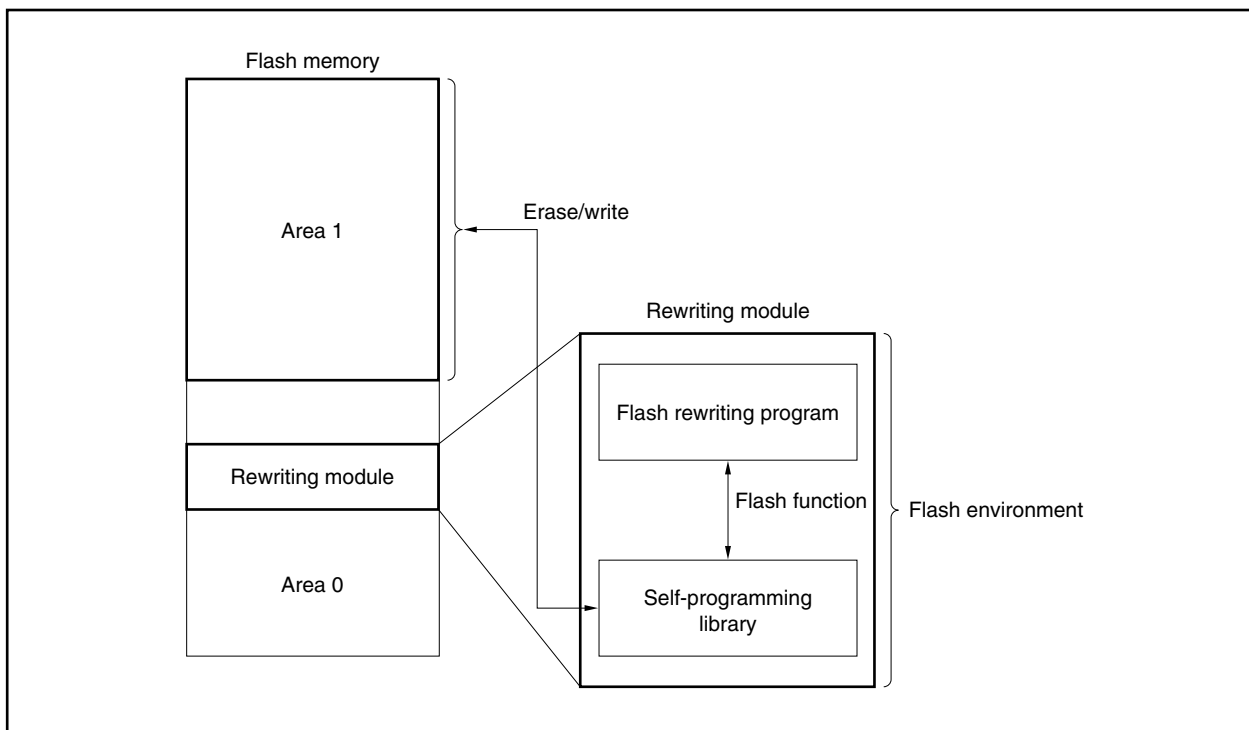 Flash memory
Area 1
Erase/write
Rewriting module
Flash rewriting program
Rewriting module
Flash function
Flash environment
Area 0
Self-programming
library